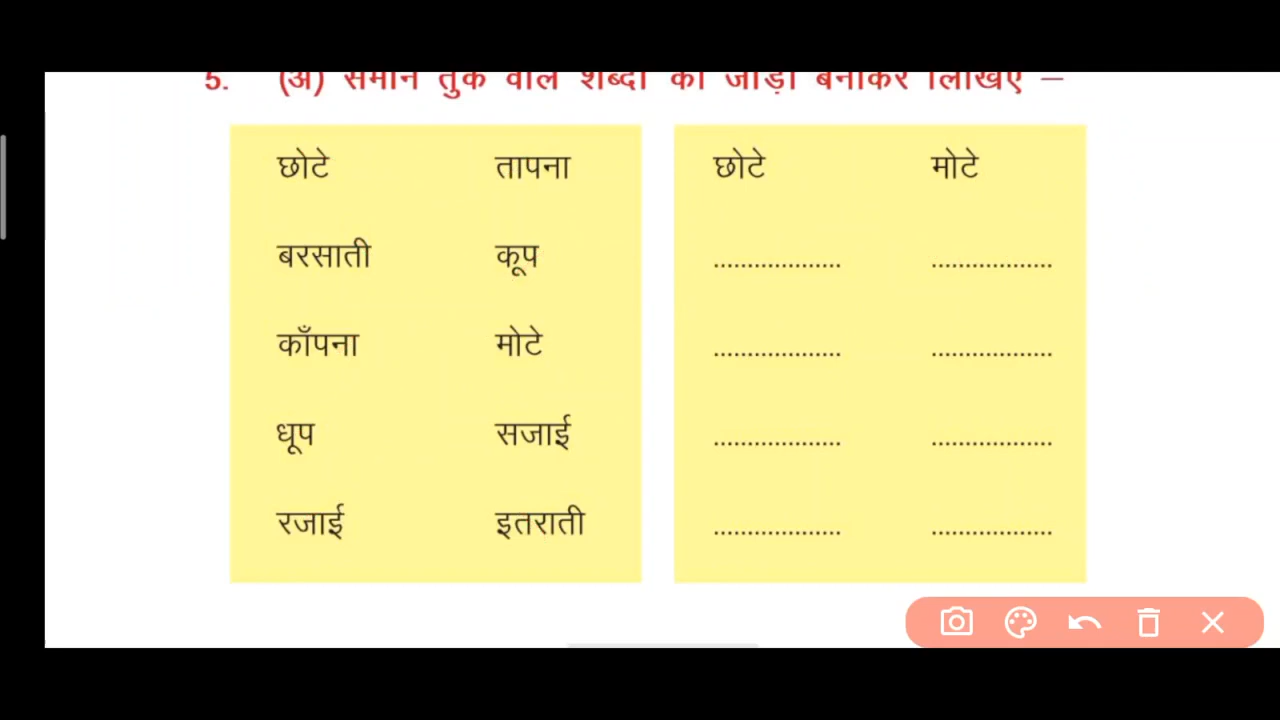 5. (अ) समान तुक वाले शब्दों की जोड़ी बनाकर लिखिए –
छोटे तापना छोटे मोटे
बरसाती कूप ................... ..................
काँपना मोटे ................... ..................
धूप सजाई ................... ..................
रजाई इतराती ................... ..................